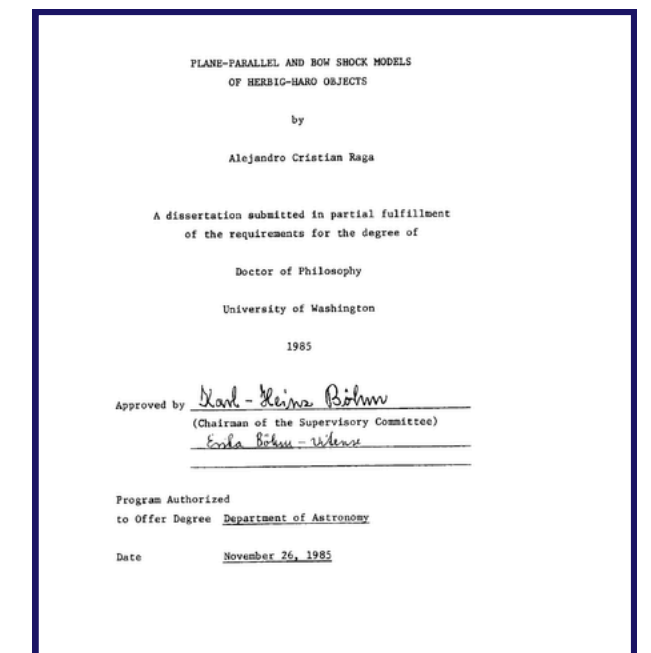 PLANE-PARALLEL AND BOW SHOCK MODELS
OF HERBIG-HARO OBJECTS
by
Alejandro Cristian Raga
A dissertation submitted in partial fulfillment
of the requirements for the degree of
Doctor of Philosophy
University of Washington
1985
Approved by Karl-Heinz Böhm
(Chairman of the Supervisory Committee)
Erika Böhm-Vitense
Program Authorized
to Offer Degree Department of Astronomy
Date November 26, 1985